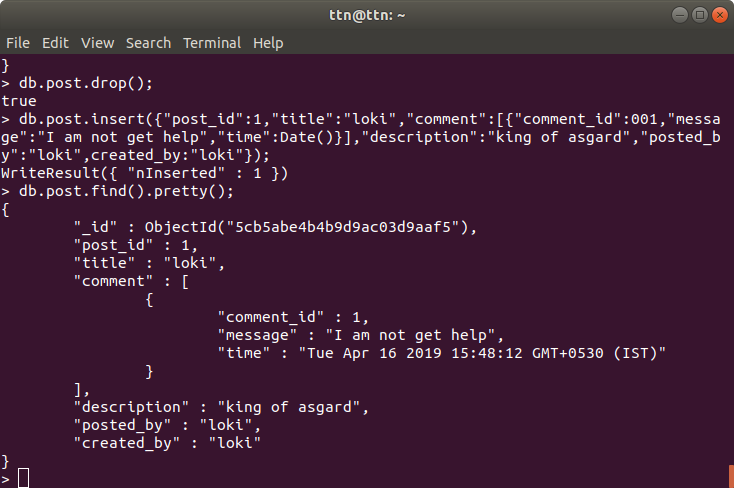 ttn@ttn: ~
File Edit View Search Terminal Help
}
> db.post.drop();
true
> db.post.insert({"post_id":1,"title":"loki","comment":[{"comment_id":001,"messa
ge":"I am not get help","time":Date()}],"description":"king of asgard","posted_b
y":"loki",created_by:"loki"});
WriteResult({ "nInserted" : 1 })
> db.post.find().pretty();
{
        "_id" : ObjectId("5cb5abe4b4b9d9ac03d9aaf5"),
        "post_id" : 1,
        "title" : "loki",
        "comment" : [
                {
                        "comment_id" : 1,
                        "message" : "I am not get help",
                        "time" : "Tue Apr 16 2019 15:48:12 GMT+0530 (IST)"
                }
        ],
        "description" : "king of asgard",
        "posted_by" : "loki",
        "created_by" : "loki"
}
>